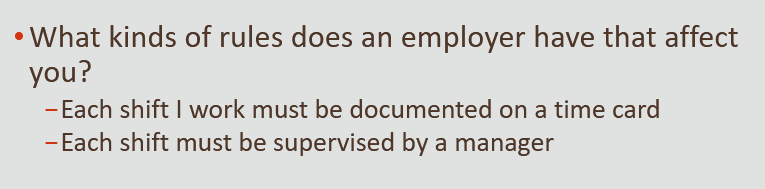 • What kinds of rules does an employer have that affect
you?
–Each shift I work must be documented on a time card
–Each shift must be supervised by a manager